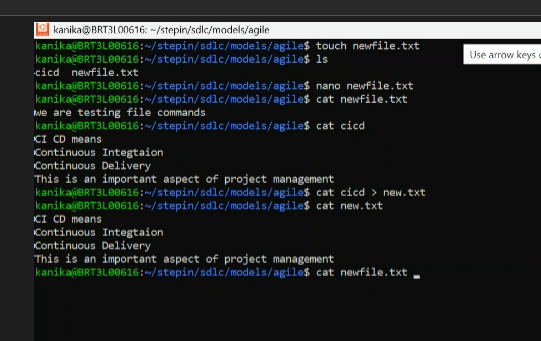 kanika@BRT3L00616: ~/stepin/sdlc/models/agile
kanika@BRT3L00616:~/stepin/sdlc/models/agile$ touch newfile.txt
Use arrow keys
kanika@BRT3L00616:~/stepin/sdlc/models/agile$ ls
cicd  newfile.txt
kanika@BRT3L00616:~/stepin/sdlc/models/agile$ nano newfile.txt
kanika@BRT3L00616:~/stepin/sdlc/models/agile$ cat newfile.txt
we are testing file commands
kanika@BRT3L00616:~/stepin/sdlc/models/agile$ cat cicd
CI CD means
Continuous Integtaion
Continuous Delivery
This is an important aspect of project management
kanika@BRT3L00616:~/stepin/sdlc/models/agile$ cat cicd > new.txt
kanika@BRT3L00616:~/stepin/sdlc/models/agile$ cat new.txt
CI CD means
Continuous Integtaion
Continuous Delivery
This is an important aspect of project management
kanika@BRT3L00616:~/stepin/sdlc/models/agile$ cat newfile.txt